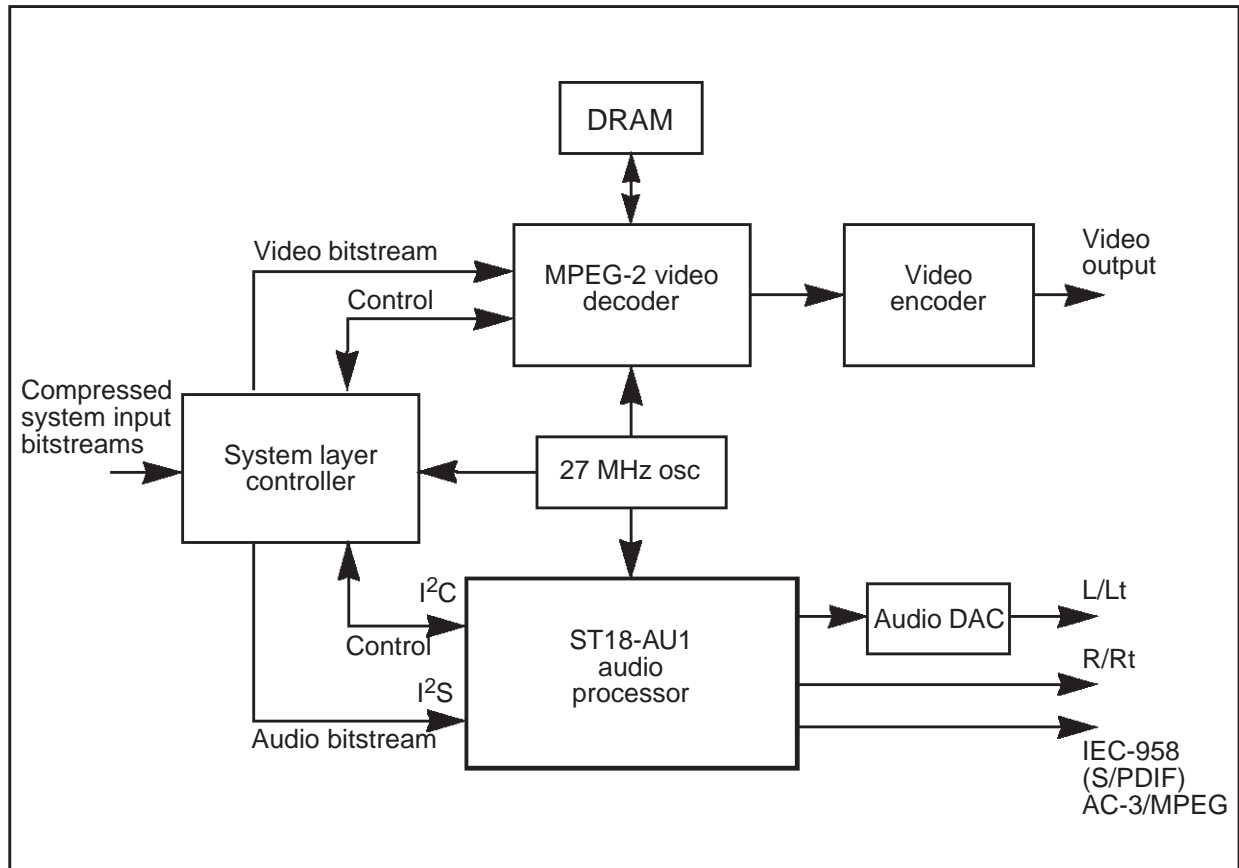 DRAM
Video bitstream
MPEG-2 video
decoder
Control
Video
encoder
Video
output
Compressed
system input
bitstreams
System layer
controller
27 MHz osc
I²C
Control
I²S
Audio bitstream
ST18-AU1
audio
processor
Audio DAC
L/Lt
R/Rt
IEC-958
(S/PDIF)
AC-3/MPEG